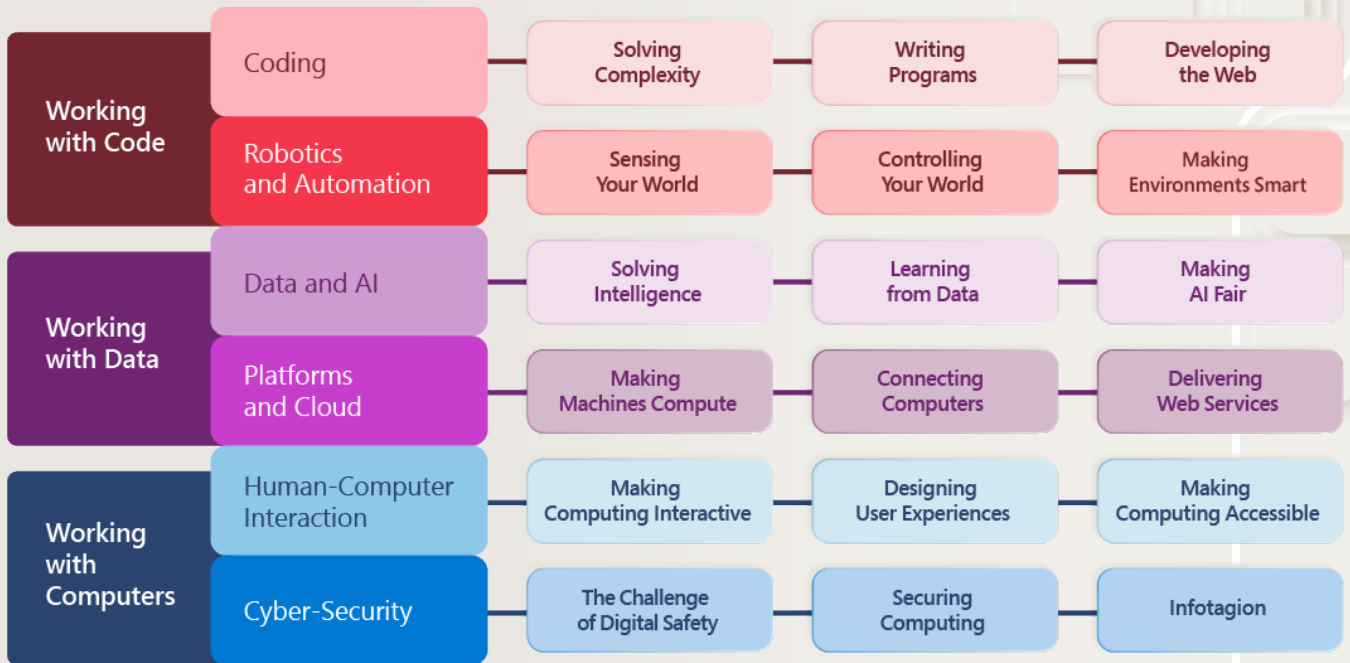 Working
with Code
Coding
Solving
Complexity
Writing
Programs
Developing
the Web
Robotics
and Automation
Sensing
Your World
Controlling
Your World
Making
Environments Smart
Working
with Data
Data and AI
Solving
Intelligence
Learning
from Data
Making
AI Fair
Platforms
and Cloud
Making
Machines Compute
Connecting
Computers
Delivering
Web Services
Working
with
Computers
Human-Computer
Interaction
Making
Computing Interactive
Designing
User Experiences
Making
Computing Accessible
Cyber-Security
The Challenge
of Digital Safety
Securing
Computing
Infotagion